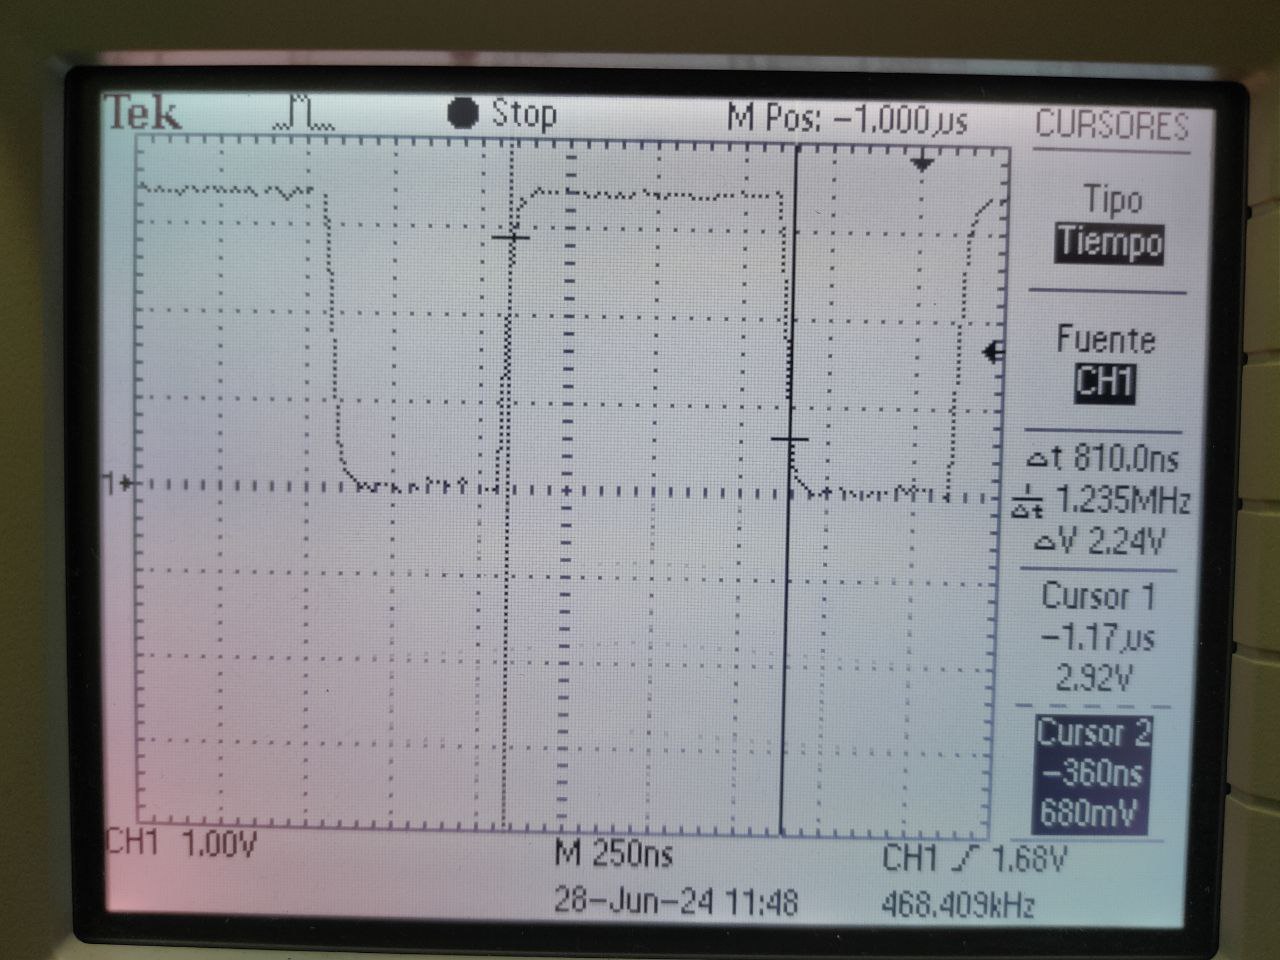 Tek
Stop
M Pos: -1.000µs
CURSORES
Tipo
Tiempo
Fuente
CH1
Δt 810.0ns
1/Δt 1.235MHz
ΔV 2.24V
Cursor 1
-1.17µs
2.92V
Cursor 2
-360ns
680mV
1
CH1 1.00V
M 250ns
CH1 1.68V
28-Jun-24 11:48
468.409kHz